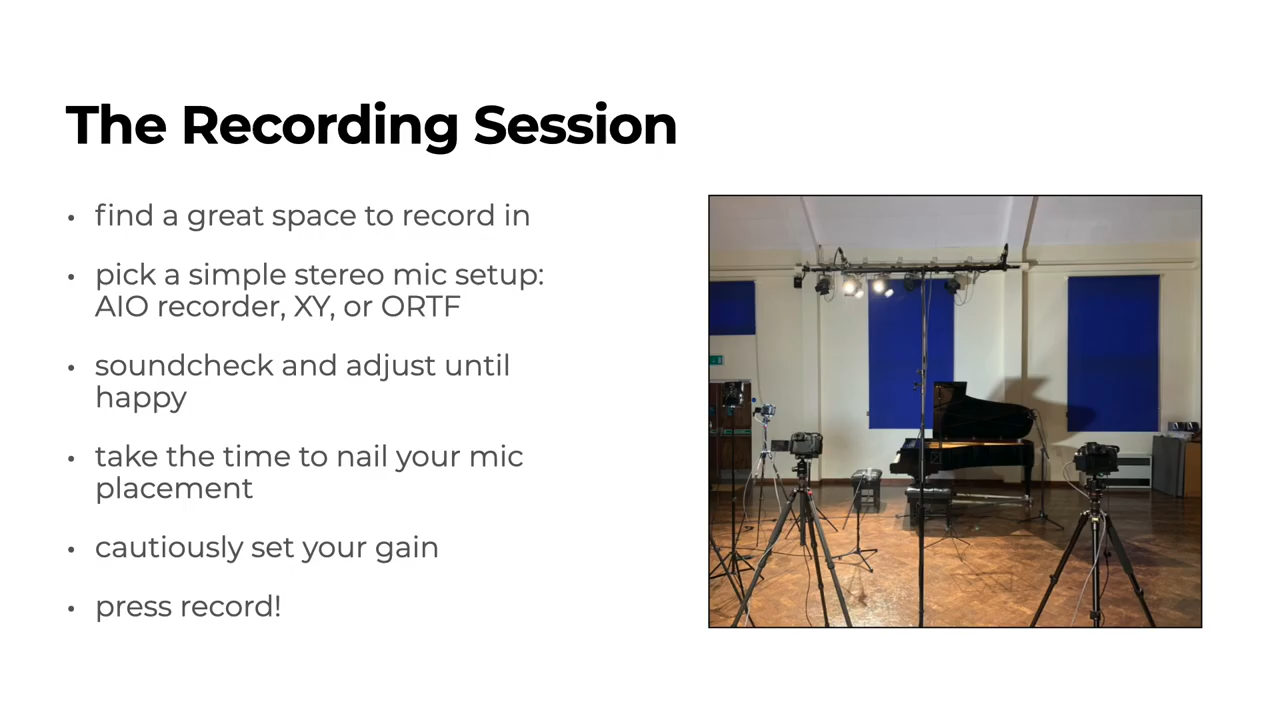 The Recording Session
• find a great space to record in
• pick a simple stereo mic setup:
AIO recorder, XY, or ORTF
• soundcheck and adjust until
happy
• take the time to nail your mic
placement
• cautiously set your gain
• press record!